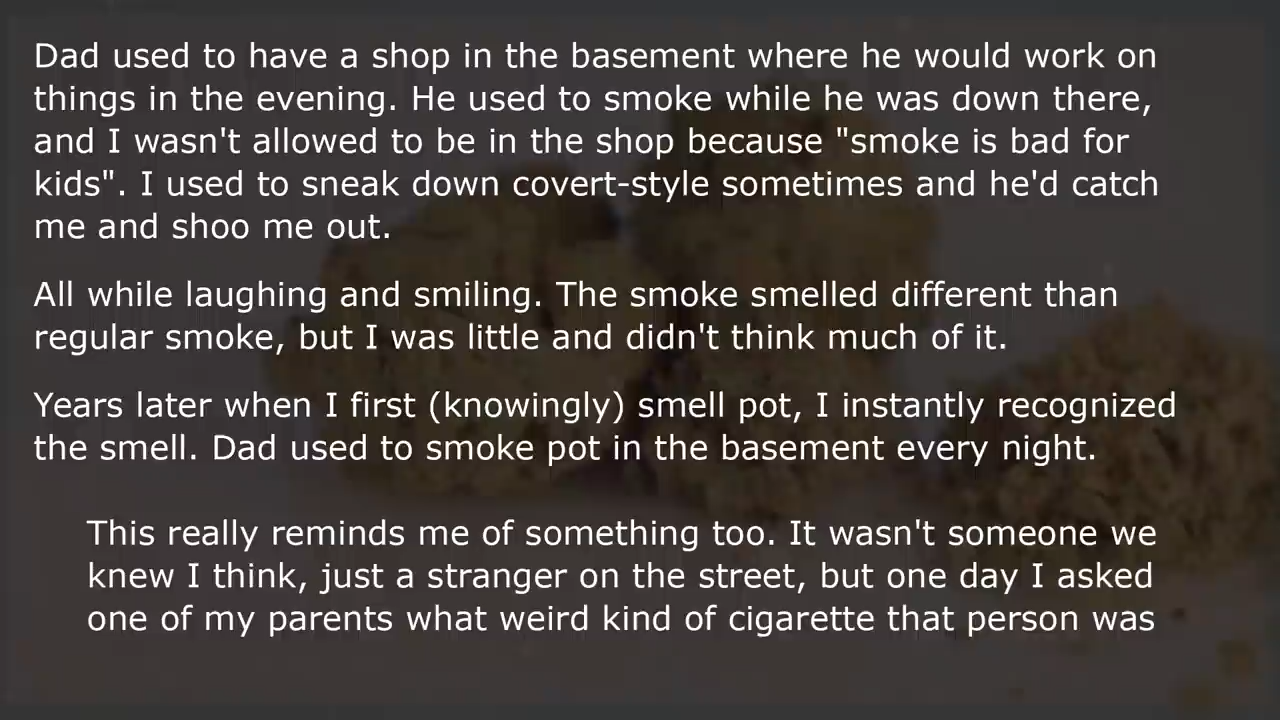 Dad used to have a shop in the basement where he would work on
things in the evening. He used to smoke while he was down there,
and I wasn't allowed to be in the shop because "smoke is bad for
kids". I used to sneak down covert-style sometimes and he'd catch
me and shoo me out.
All while laughing and smiling. The smoke smelled different than
regular smoke, but I was little and didn't think much of it.
Years later when I first (knowingly) smell pot, I instantly recognized
the smell. Dad used to smoke pot in the basement every night.
This really reminds me of something too. It wasn't someone we
knew I think, just a stranger on the street, but one day I asked
one of my parents what weird kind of cigarette that person was